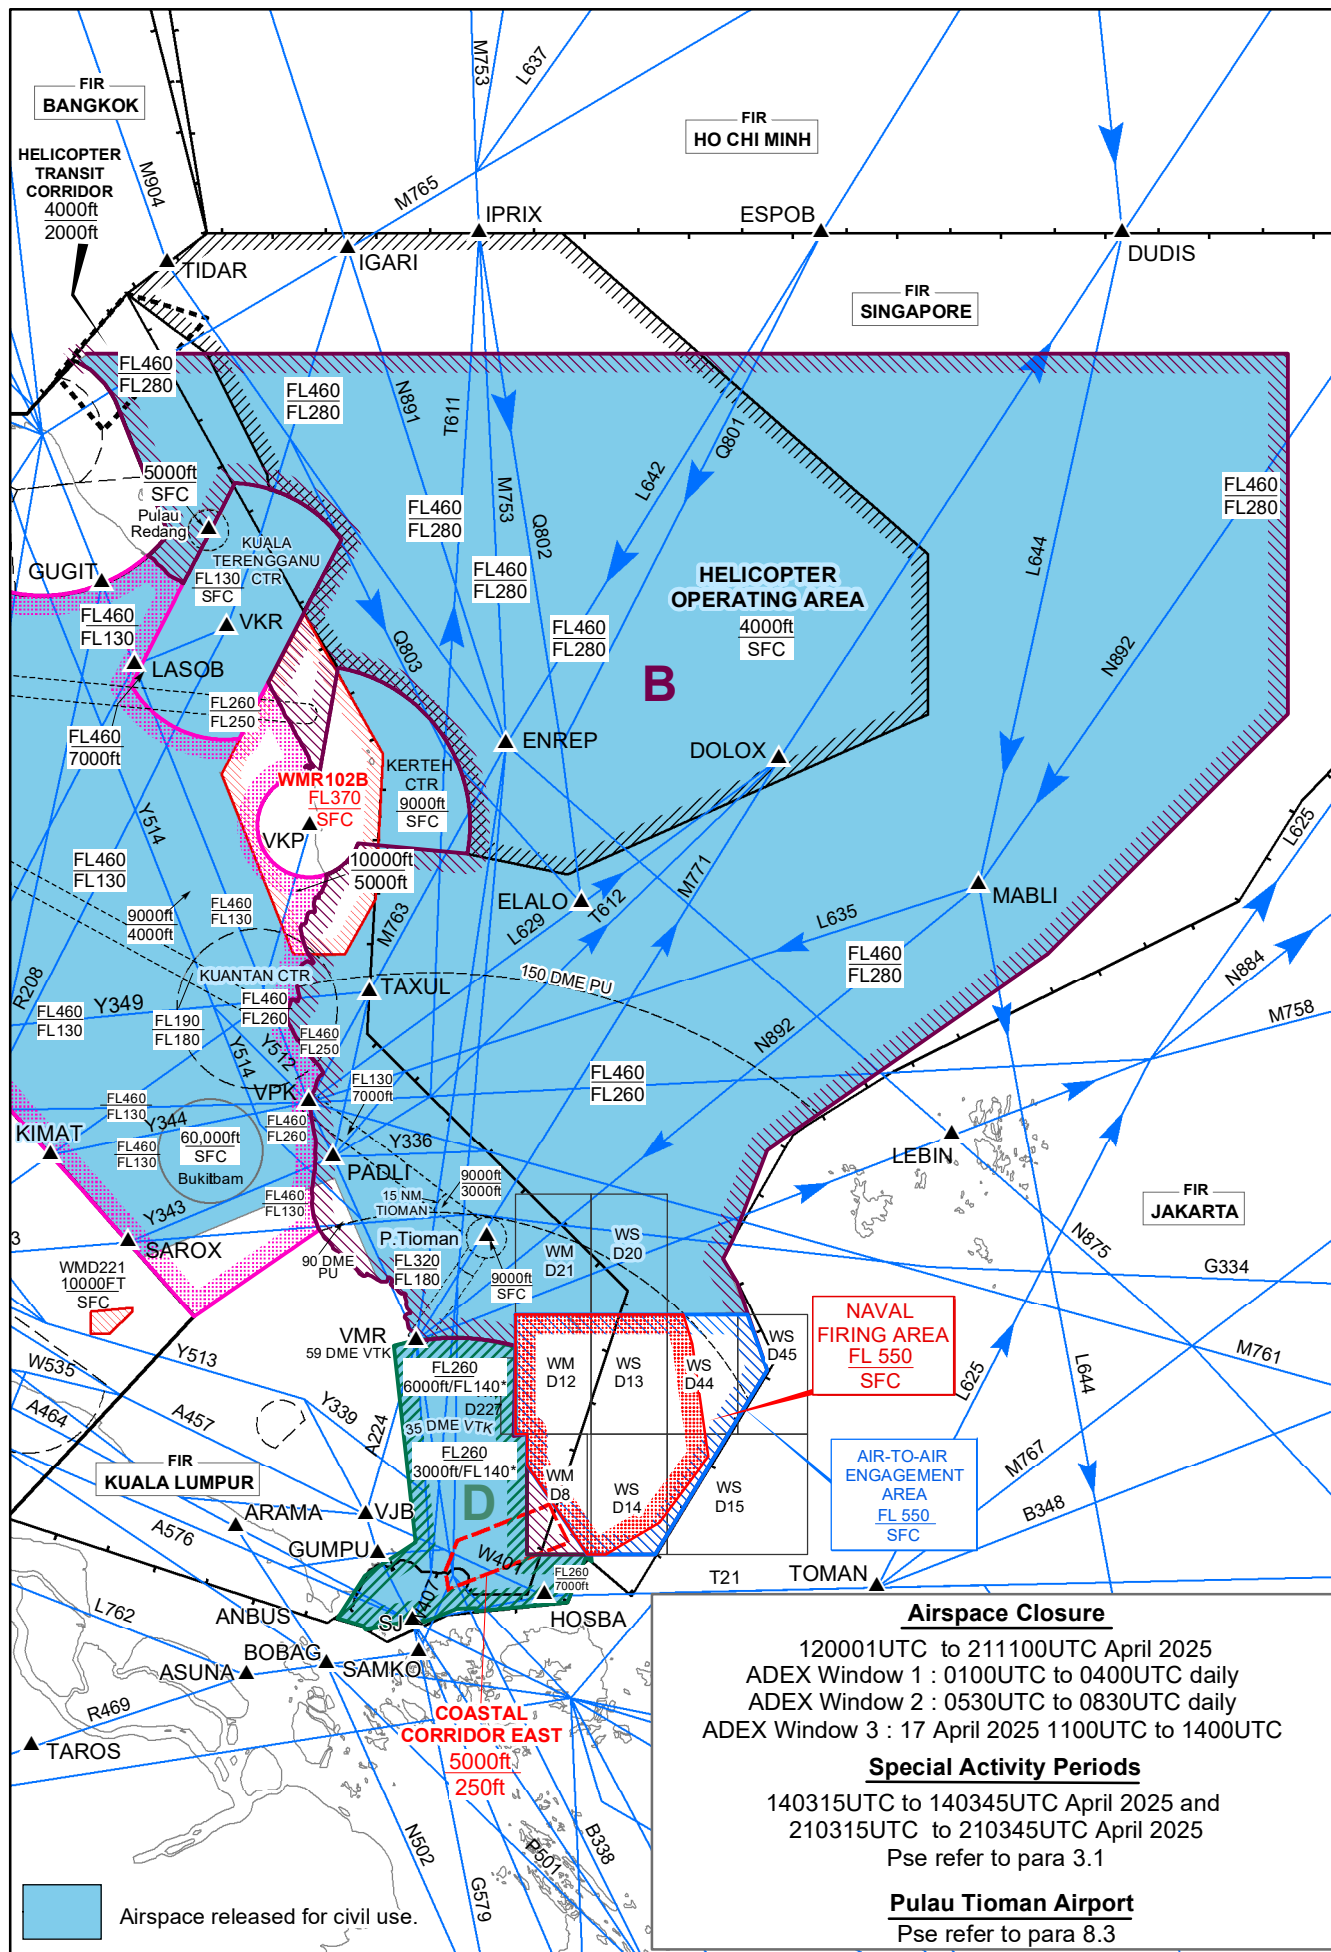 M753
L637
FIR
BANGKOK
FIR
HO CHI MINH
HELICOPTER
TRANSIT
CORRIDOR
4000ft
2000ft
M904
M765
IPRIX
ESPOB
DUDIS
TIDAR
IGARI
FIR
SINGAPORE
FL460
FL280
FL460
FL280
N891
T611
Q801
L642
5000ft
SFC
Pulau
Redang
M753
Q802
FL460
FL280
FL460
FL280
KUALA
TERENGGANU
CTR
FL130
SFC
GUGIT
FL460
FL280
HELICOPTER
OPERATING AREA
4000ft
SFC
L644
FL460
FL130
VKR
Q803
FL460
FL280
LASOB
N892
B
FL260
FL250
FL460
7000ft
ENREP
DOLOX
WMR102B
FL370
SFC
KERTEH
CTR
9000ft
SFC
L625
Y514
VKP
FL460
FL130
10000ft
5000ft
M771
MABLI
ELALO
T612
9000ft
4000ft
FL460
FL130
M763
L629
L635
FL460
FL280
R208
KUANTAN CTR
150 DME PU
N884
TAXUL
Y349
FL460
FL130
FL190
FL180
FL460
FL260
FL460
FL250
M758
Y514
Y512
N892
FL460
FL260
VPK
FL130
7000ft
FL460
FL130
Y344
FL460
FL260
KIMAT
60,000ft
SFC
FL460
FL130
Y336
LEBIN
PADLI
Bukitbam
9000ft
3000ft
FL460
FL130
15 NM
TIOMAN
FIR
JAKARTA
Y343
3
SAROX
P.Tioman
WM
D21
WS
D20
N875
90 DME
PU
FL320
FL180
9000ft
SFC
G334
WMD221
10000FT
SFC
NAVAL
FIRING AREA
FL 550
SFC
VMR
59 DME VTK
WS
D45
M761
Y513
W535
FL260
6000ft/FL140*
WM
D12
WS
D13
WS
D44
L625
L644
A464
A457
Y339
A224
D227
35 DME VTK
FL260
3000ft/FL140*
FIR
KUALA LUMPUR
AIR-TO-AIR
ENGAGEMENT
AREA
FL 550
SFC
M767
WM
D8
WS
D14
WS
D15
D
B348
ARAMA
VJB
A576
GUMPU
W401
FL260
7000ft
T21
TOMAN
L762
ANBUS
SJ
W407
HOSBA
BOBAG
ASUNA
SAMKO
R469
TAROS
COASTAL
CORRIDOR EAST
5000ft
250ft
N502
G579
P501
B338
Airspace Closure
120001UTC to 211100UTC April 2025
ADEX Window 1 : 0100UTC to 0400UTC daily
ADEX Window 2 : 0530UTC to 0830UTC daily
ADEX Window 3 : 17 April 2025 1100UTC to 1400UTC
Special Activity Periods
140315UTC to 140345UTC April 2025 and
210315UTC to 210345UTC April 2025
Pse refer to para 3.1
Pulau Tioman Airport
Pse refer to para 8.3
Airspace released for civil use.